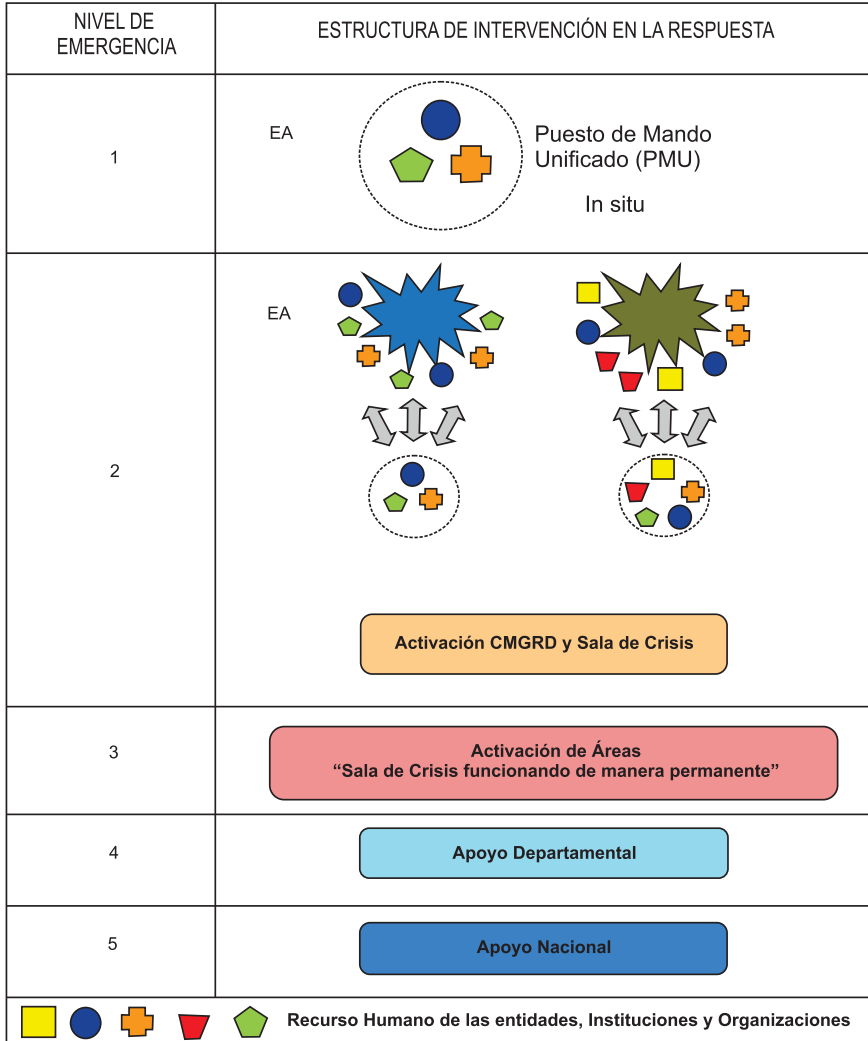 NIVEL DE
EMERGENCIA
ESTRUCTURA DE INTERVENCIÓN EN LA RESPUESTA
1
EA
Puesto de Mando
Unificado (PMU)
In situ
2
EA
Activación CMGRD y Sala de Crisis
3
Activación de Áreas
“Sala de Crisis funcionando de manera permanente”
4
Apoyo Departamental
5
Apoyo Nacional
Recurso Humano de las entidades, Instituciones y Organizaciones